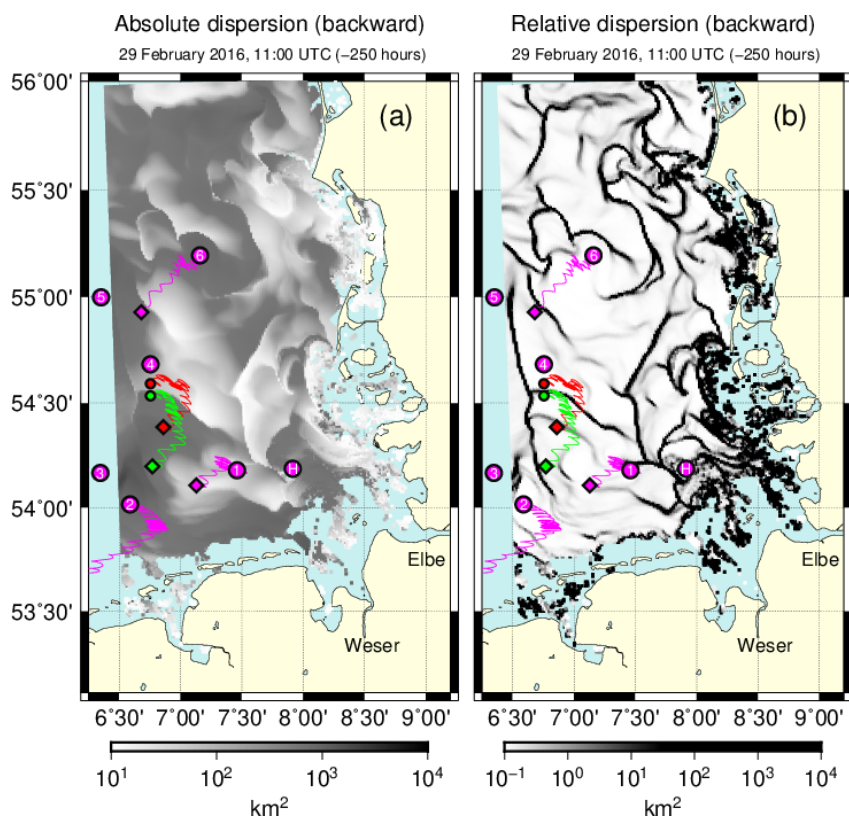 Absolute dispersion (backward)
29 February 2016, 11:00 UTC (−250 hours)
Relative dispersion (backward)
29 February 2016, 11:00 UTC (−250 hours)
56°00'
55°30'
55°00'
54°30'
54°00'
53°30'
(a)
6
5
4
3
1
H
2
Elbe
Weser
(b)
6
5
4
3
1
H
2
Elbe
Weser
6°30' 7°00' 7°30' 8°00' 8°30' 9°00'
6°30' 7°00' 7°30' 8°00' 8°30' 9°00'
10¹ 10² 10³ 10⁴
km²
10⁻¹ 10⁰ 10¹ 10² 10³ 10⁴
km²